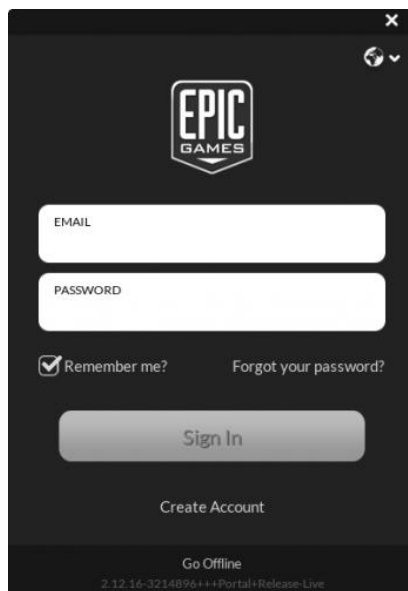 EPIC
GAMES
EMAIL
PASSWORD
Remember me? Forgot your password?
Sign In
Create Account
Go Offline
2.12.16-3214896+++Portal+Release-Live